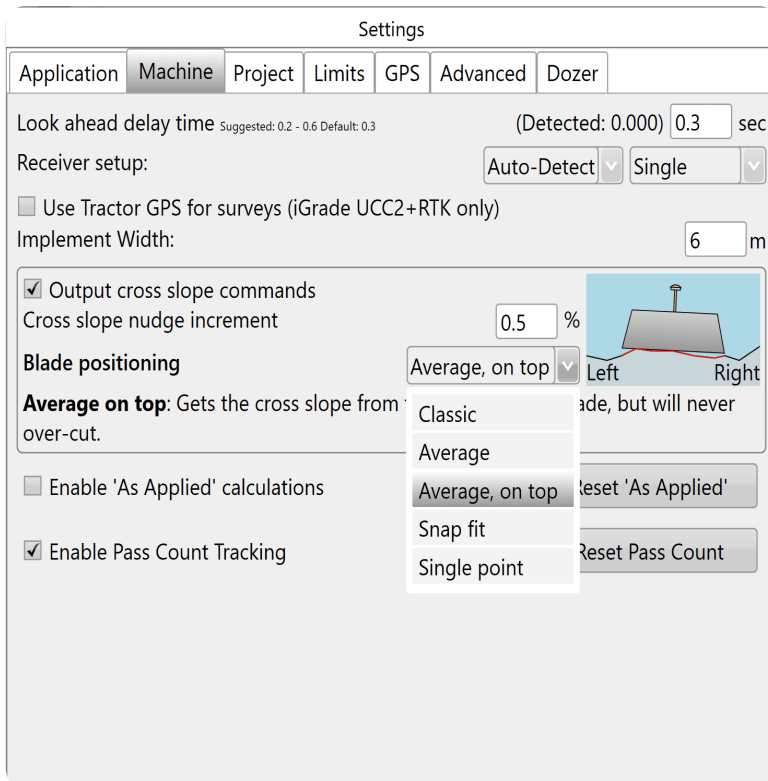 Settings
Application Machine Project Limits GPS Advanced Dozer
Look ahead delay time Suggested: 0.2 - 0.6 Default: 0.3 (Detected: 0.000) 0.3 sec
Receiver setup: Auto-Detect Single
Use Tractor GPS for surveys (iGrade UCC2+RTK only)
Implement Width: 6 m
Output cross slope commands
Cross slope nudge increment 0.5 %
Blade positioning Average, on top Left Right
Average on top: Gets the cross slope from but will never
over-cut.
Classic
Average
Average, on top
Snap fit
Single point
Enable 'As Applied' calculations Reset 'As Applied'
Enable Pass Count Tracking Reset Pass Count